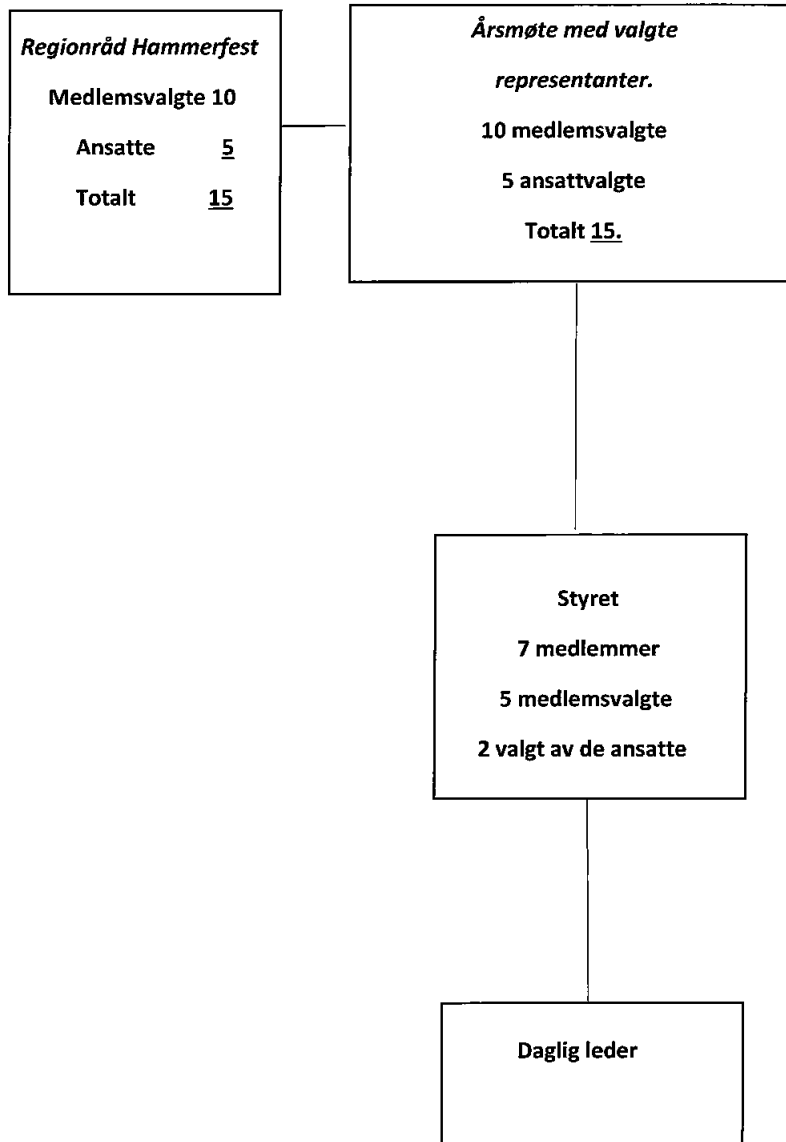 Regionråd Hammerfest
Medlemsvalgte 10
Ansatte 5
Totalt 15
Årsmøte med valgte
representanter.
10 medlemsvalgte
5 ansattvalgte
Totalt 15.
Styret
7 medlemmer
5 medlemsvalgte
2 valgt av de ansatte
Daglig leder